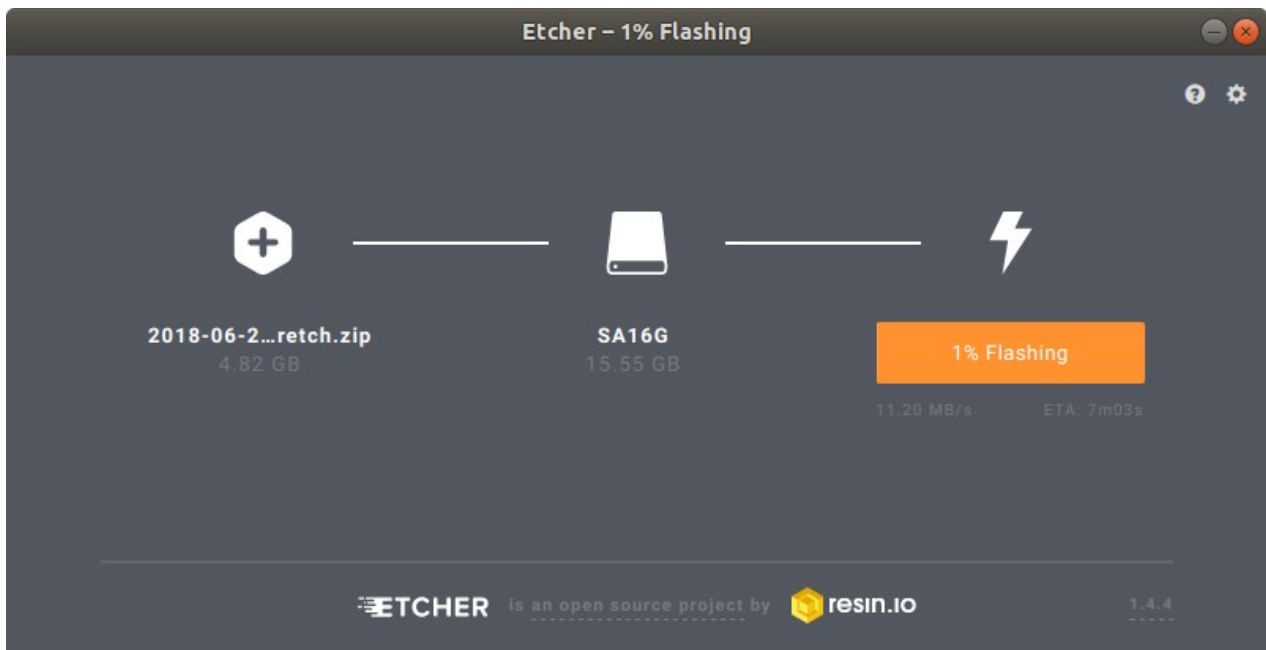 Etcher – 1% Flashing
2018-06-2...retch.zip
4.82 GB
SA16G
15.55 GB
1% Flashing
11.20 MB/s ETA: 7m03s
ETCHER is an open source project by resin.io 1.4.4